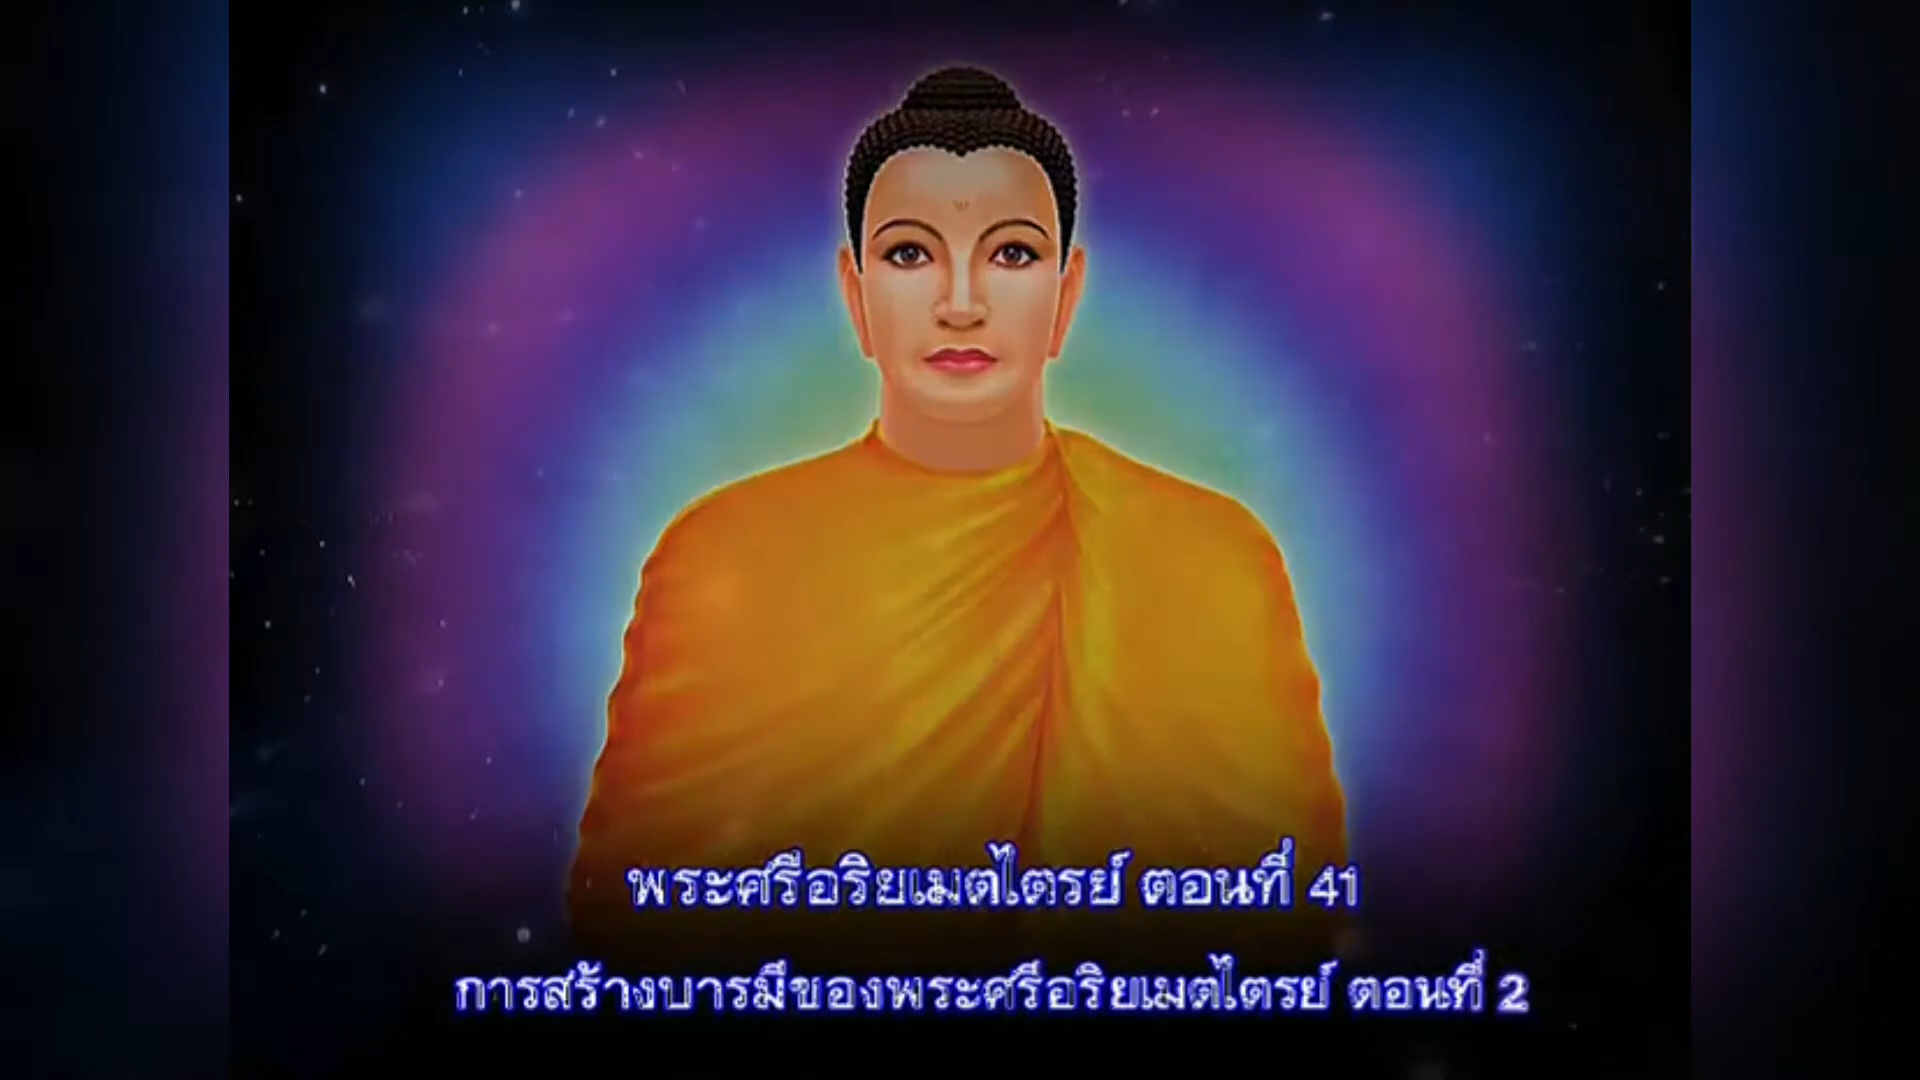 พระศรีอริยเมตไตรย์ ตอนที่ 41
การสร้างบารมีของพระศรีอริยเมตไตรย์ ตอนที่ 2